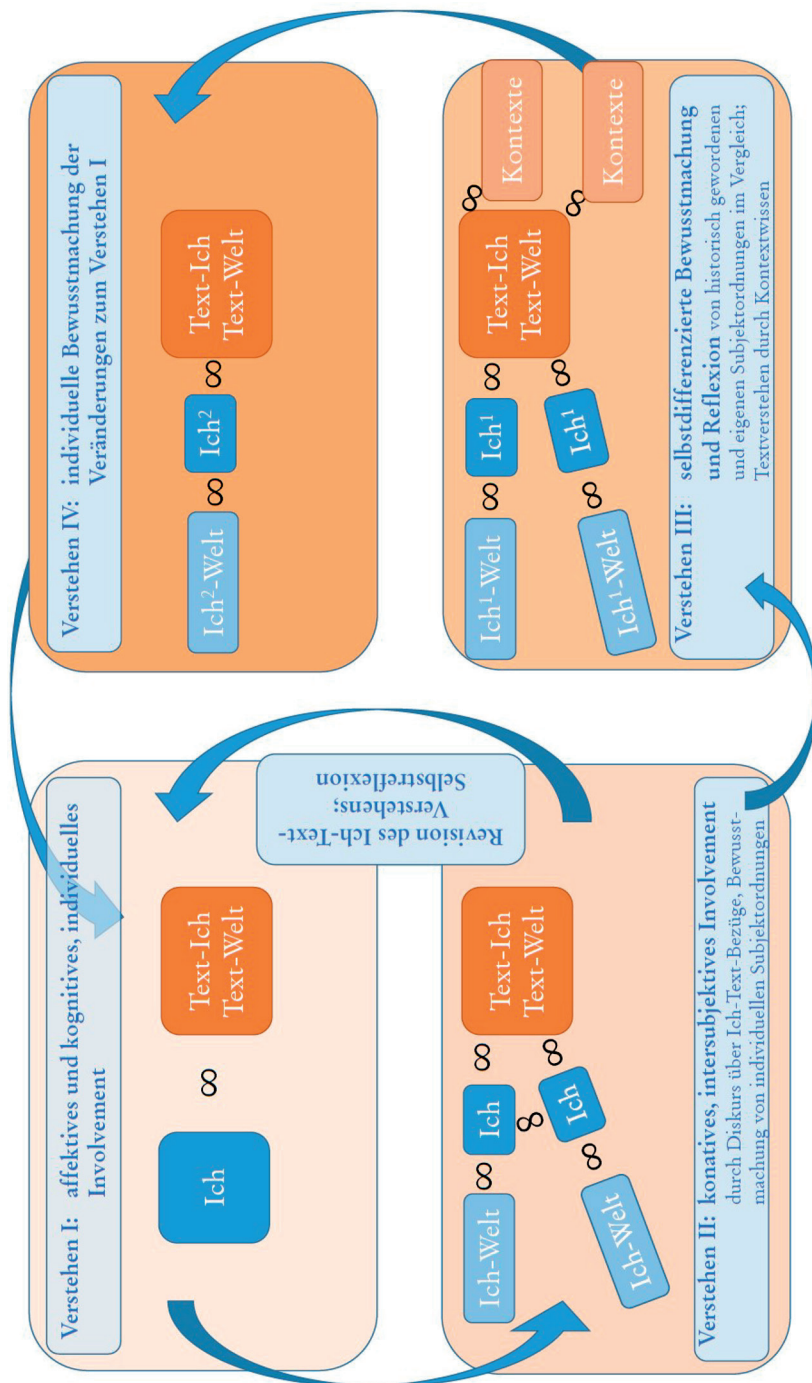 Verstehen I: affektives und kognitives, individuelles
Involvement
Ich
∞
Text-Ich
Text-Welt
Revision des Ich-Text-
Verstehens;
Selbstreflexion
Ich-Welt
∞
Ich
∞
Text-Ich
Text-Welt
∞
Ich-Welt
∞
Ich
∞
Verstehen II: konatives, intersubjektives Involvement
durch Diskurs über Ich-Text-Bezüge, Bewusst-
machung von individuellen Subjektordnungen
Verstehen IV: individuelle Bewusstmachung der
Veränderungen zum Verstehen I
Ich²-Welt
∞
Ich²
∞
Text-Ich
Text-Welt
Ich¹-Welt
∞
Ich¹
∞
Text-Ich
Text-Welt
∞
Kontexte
Ich¹-Welt
∞
Ich¹
∞
∞
Kontexte
Verstehen III: selbstdifferenzierte Bewusstmachung
und Reflexion von historisch gewordenen
und eigenen Subjektordnungen im Vergleich;
Textverstehen durch Kontextwissen